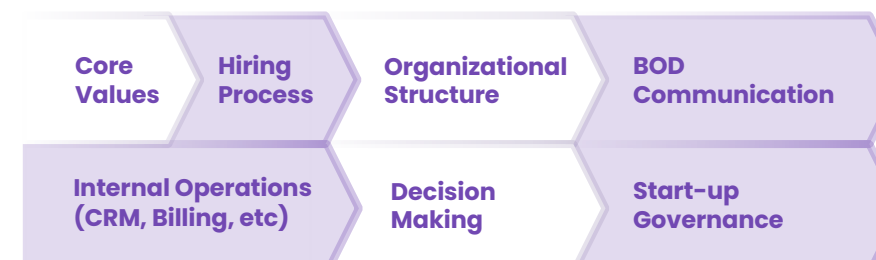 Core
Values
Hiring
Process
Organizational
Structure
BOD
Communication
Internal Operations
(CRM, Billing, etc)
Decision
Making
Start-up
Governance